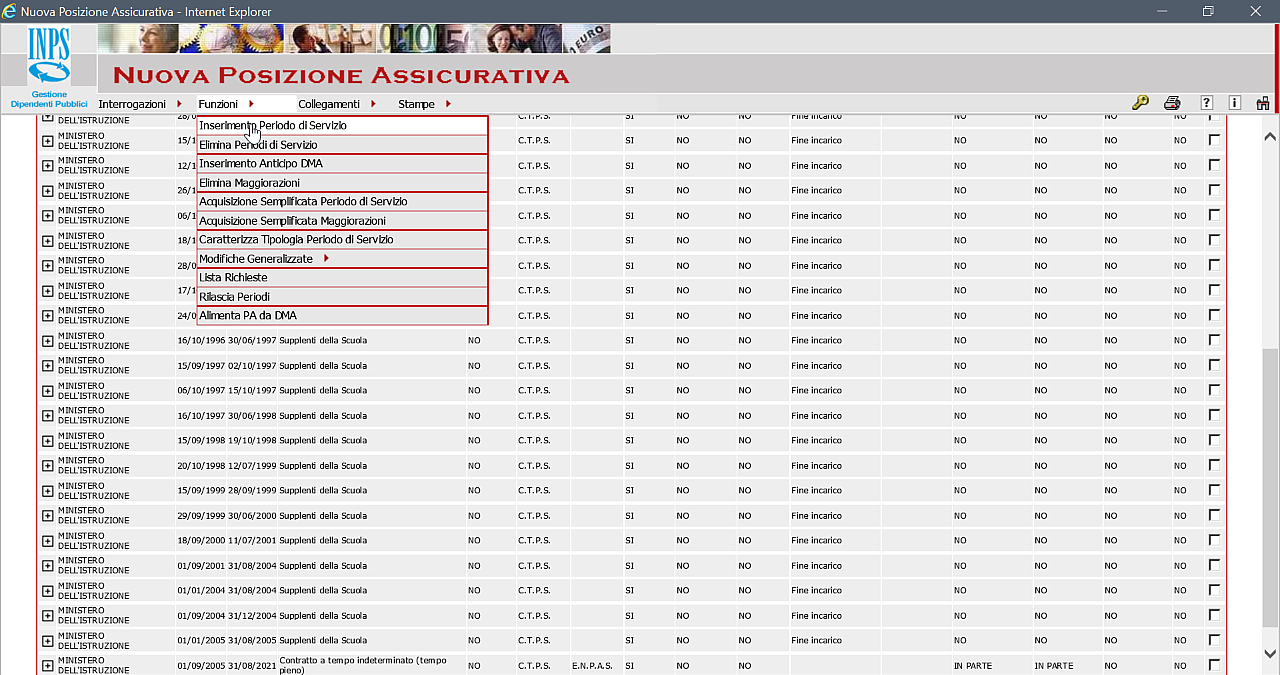 Nuova Posizione Assicurativa - Internet Explorer
INPS
Gestione
Dipendenti Pubblici
NUOVA POSIZIONE ASSICURATIVA
Interrogazioni Funzioni Collegamenti Stampe
DELL'ISTRUZIONE 28/0 C.T.P.S. SI NO NO Fine incarico NO NO NO NO
Inserimento Periodo di Servizio
Elimina Periodi di Servizio
Inserimento Anticipo DMA
Elimina Maggiorazioni
Acquisizione Semplificata Periodo di Servizio
Acquisizione Semplificata Maggiorazioni
Caratterizza Tipologia Periodo di Servizio
Modifiche Generalizzate
Lista Richieste
Rilascia Periodi
Alimenta PA da DMA
MINISTERO DELL'ISTRUZIONE 15/1 C.T.P.S. SI NO NO Fine incarico NO NO NO NO
MINISTERO DELL'ISTRUZIONE 12/1 C.T.P.S. SI NO NO Fine incarico NO NO NO NO
MINISTERO DELL'ISTRUZIONE 26/1 C.T.P.S. SI NO NO Fine incarico NO NO NO NO
MINISTERO DELL'ISTRUZIONE 06/1 C.T.P.S. SI NO NO Fine incarico NO NO NO NO
MINISTERO DELL'ISTRUZIONE 18/1 C.T.P.S. SI NO NO Fine incarico NO NO NO NO
MINISTERO DELL'ISTRUZIONE 28/0 C.T.P.S. SI NO NO Fine incarico NO NO NO NO
MINISTERO DELL'ISTRUZIONE 17/1 C.T.P.S. SI NO NO Fine incarico NO NO NO NO
MINISTERO DELL'ISTRUZIONE 24/0 C.T.P.S. SI NO NO Fine incarico NO NO NO NO
MINISTERO DELL'ISTRUZIONE 16/10/1996 30/06/1997 Supplenti della Scuola NO C.T.P.S. SI NO NO Fine incarico NO NO NO NO
MINISTERO DELL'ISTRUZIONE 15/09/1997 02/10/1997 Supplenti della Scuola NO C.T.P.S. SI NO NO Fine incarico NO NO NO NO
MINISTERO DELL'ISTRUZIONE 06/10/1997 15/10/1997 Supplenti della Scuola NO C.T.P.S. SI NO NO Fine incarico NO NO NO NO
MINISTERO DELL'ISTRUZIONE 16/10/1997 30/06/1998 Supplenti della Scuola NO C.T.P.S. SI NO NO Fine incarico NO NO NO NO
MINISTERO DELL'ISTRUZIONE 15/09/1998 19/10/1998 Supplenti della Scuola NO C.T.P.S. SI NO NO Fine incarico NO NO NO NO
MINISTERO DELL'ISTRUZIONE 20/10/1998 12/07/1999 Supplenti della Scuola NO C.T.P.S. SI NO NO Fine incarico NO NO NO NO
MINISTERO DELL'ISTRUZIONE 15/09/1999 28/09/1999 Supplenti della Scuola NO C.T.P.S. SI NO NO Fine incarico NO NO NO NO
MINISTERO DELL'ISTRUZIONE 29/09/1999 30/06/2000 Supplenti della Scuola NO C.T.P.S. SI NO NO Fine incarico NO NO NO NO
MINISTERO DELL'ISTRUZIONE 18/09/2000 11/07/2001 Supplenti della Scuola NO C.T.P.S. SI NO NO Fine incarico NO NO NO NO
MINISTERO DELL'ISTRUZIONE 01/09/2001 31/08/2004 Supplenti della Scuola NO C.T.P.S. SI NO NO Fine incarico NO NO NO NO
MINISTERO DELL'ISTRUZIONE 01/01/2004 31/08/2004 Supplenti della Scuola NO C.T.P.S. SI NO NO Fine incarico NO NO NO NO
MINISTERO DELL'ISTRUZIONE 01/09/2004 31/12/2004 Supplenti della Scuola NO C.T.P.S. SI NO NO Fine incarico NO NO NO NO
MINISTERO DELL'ISTRUZIONE 01/01/2005 31/08/2005 Supplenti della Scuola NO C.T.P.S. SI NO NO Fine incarico NO NO NO NO
MINISTERO DELL'ISTRUZIONE 01/09/2005 31/08/2021 Contratto a tempo indeterminato (tempo pieno) NO C.T.P.S. E.N.P.A.S. SI NO NO IN PARTE IN PARTE NO NO